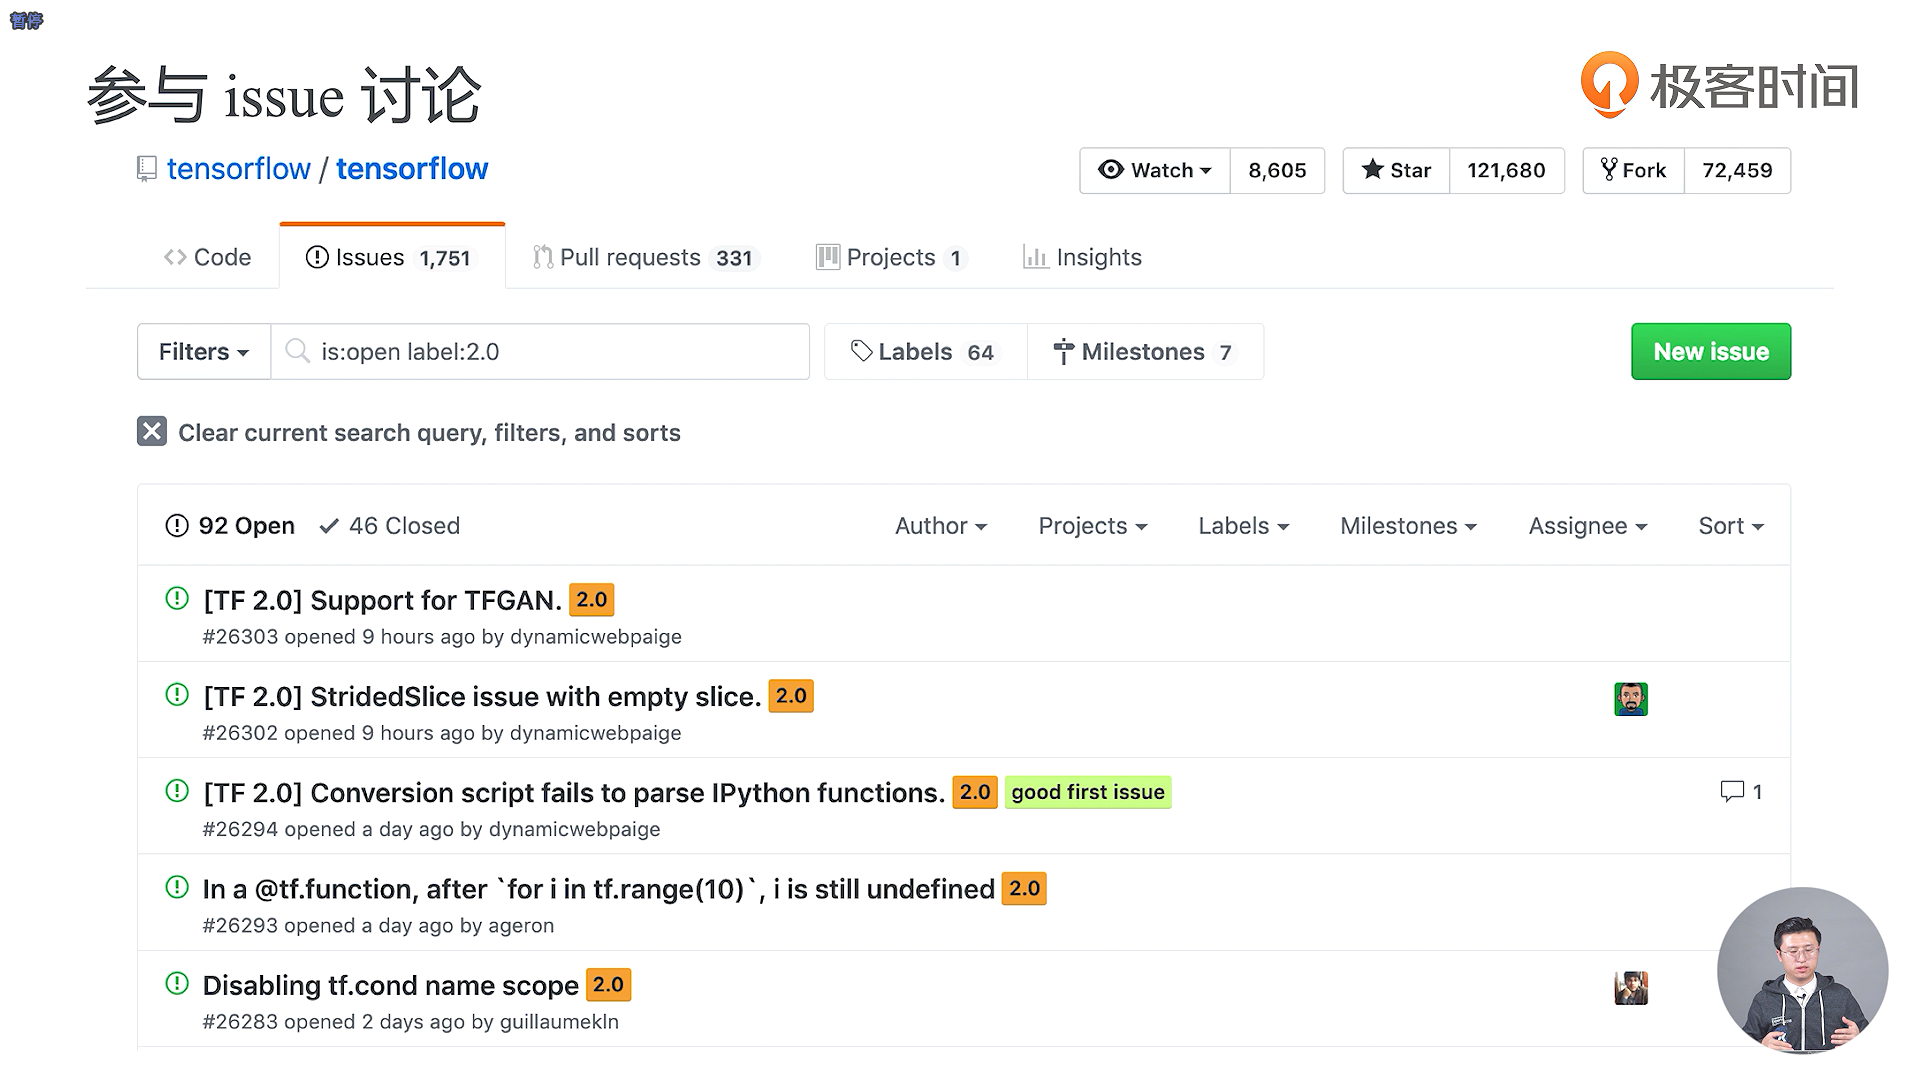 暂停
参与 issue 讨论
极客时间
tensorflow / tensorflow
Watch 8,605 Star 121,680 Fork 72,459
Code Issues 1,751 Pull requests 331 Projects 1 Insights
Filters is:open label:2.0 Labels 64 Milestones 7 New issue
Clear current search query, filters, and sorts
92 Open 46 Closed Author Projects Labels Milestones Assignee Sort
[TF 2.0] Support for TFGAN. 2.0
#26303 opened 9 hours ago by dynamicwebpaige
[TF 2.0] StridedSlice issue with empty slice. 2.0
#26302 opened 9 hours ago by dynamicwebpaige
[TF 2.0] Conversion script fails to parse IPython functions. 2.0 good first issue 1
#26294 opened a day ago by dynamicwebpaige
In a @tf.function, after `for i in tf.range(10)`, i is still undefined 2.0
#26293 opened a day ago by ageron
Disabling tf.cond name scope 2.0
#26283 opened 2 days ago by guillaumekln